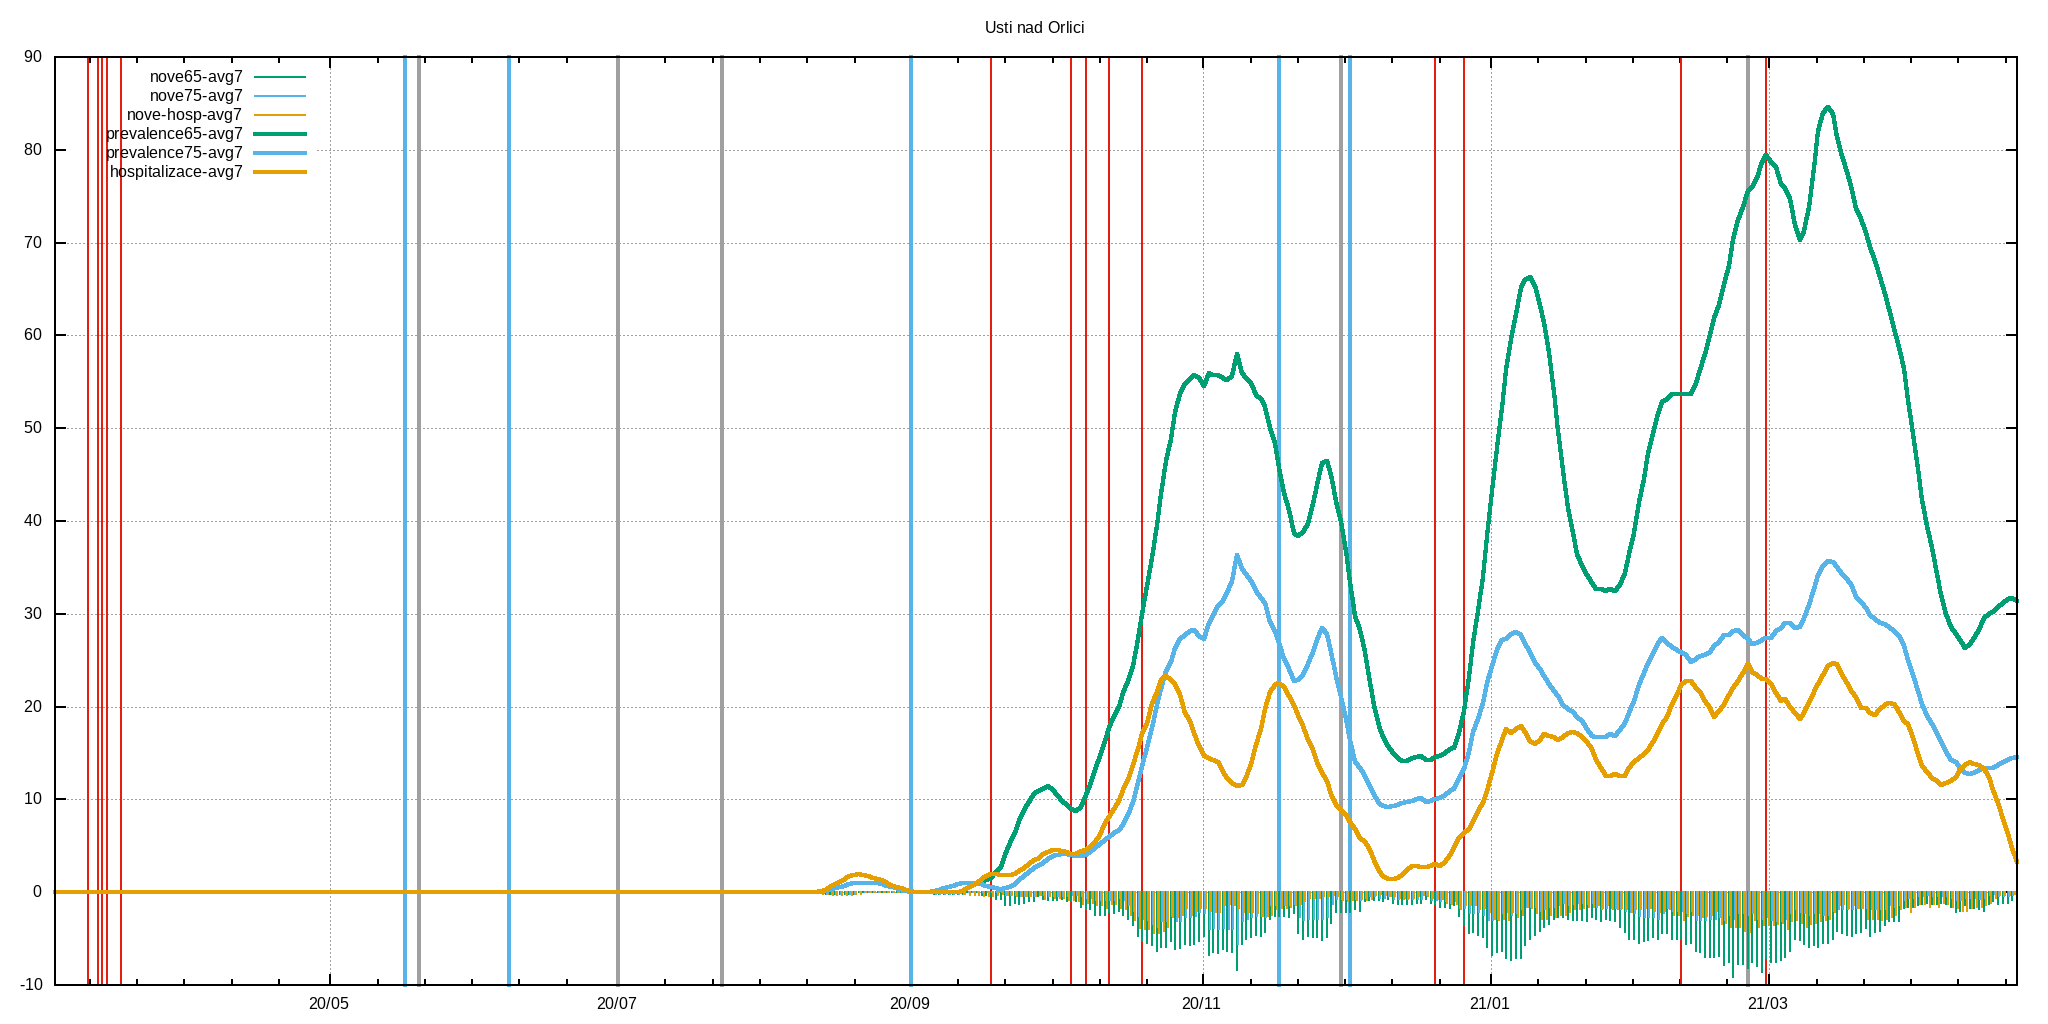 Usti nad Orlici
90
80
70
60
50
40
30
20
10
0
-10
nove65-avg7
nove75-avg7
nove-hosp-avg7
prevalence65-avg7
prevalence75-avg7
hospitalizace-avg7
20/05
20/07
20/09
20/11
21/01
21/03